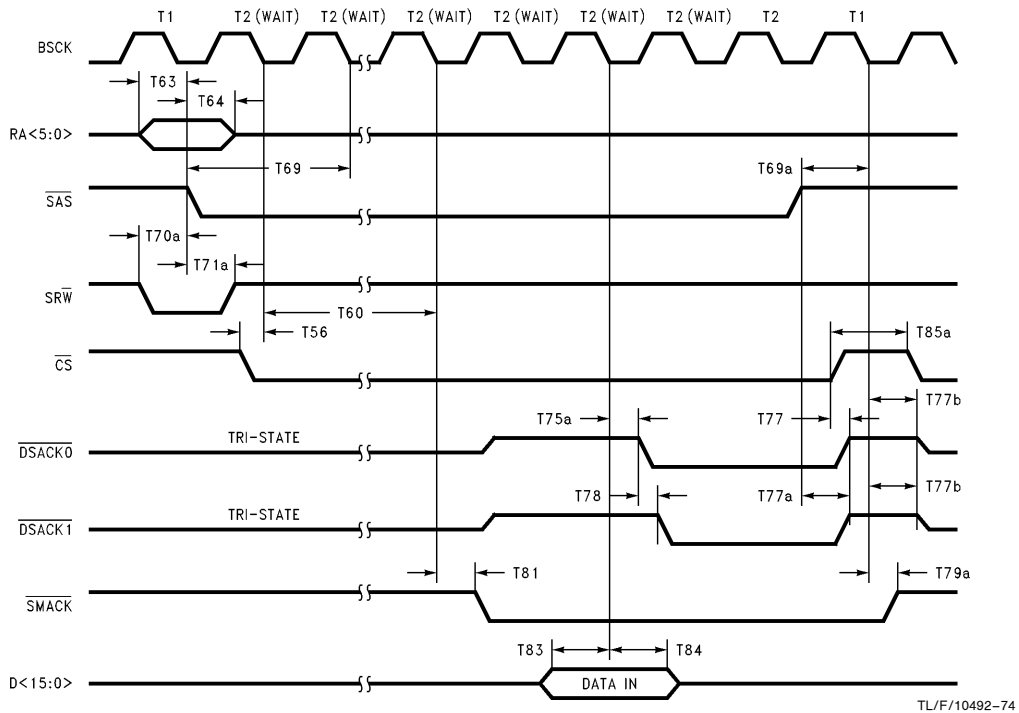 T1 T2 (WAIT) T2 (WAIT) T2 (WAIT) T2 (WAIT) T2 (WAIT) T2 (WAIT) T2 T1
BSCK
T63
T64
RA<5:0>
T69 T69a
SAS
T70a
T71a
SRW
T60
T56 T85a
CS
T77b
T75a T77
TRI-STATE
DSACK0
T78 T77a T77b
TRI-STATE
DSACK1
T81 T79a
SMACK
T83 T84
D<15:0> DATA IN
TL/F/10492–74